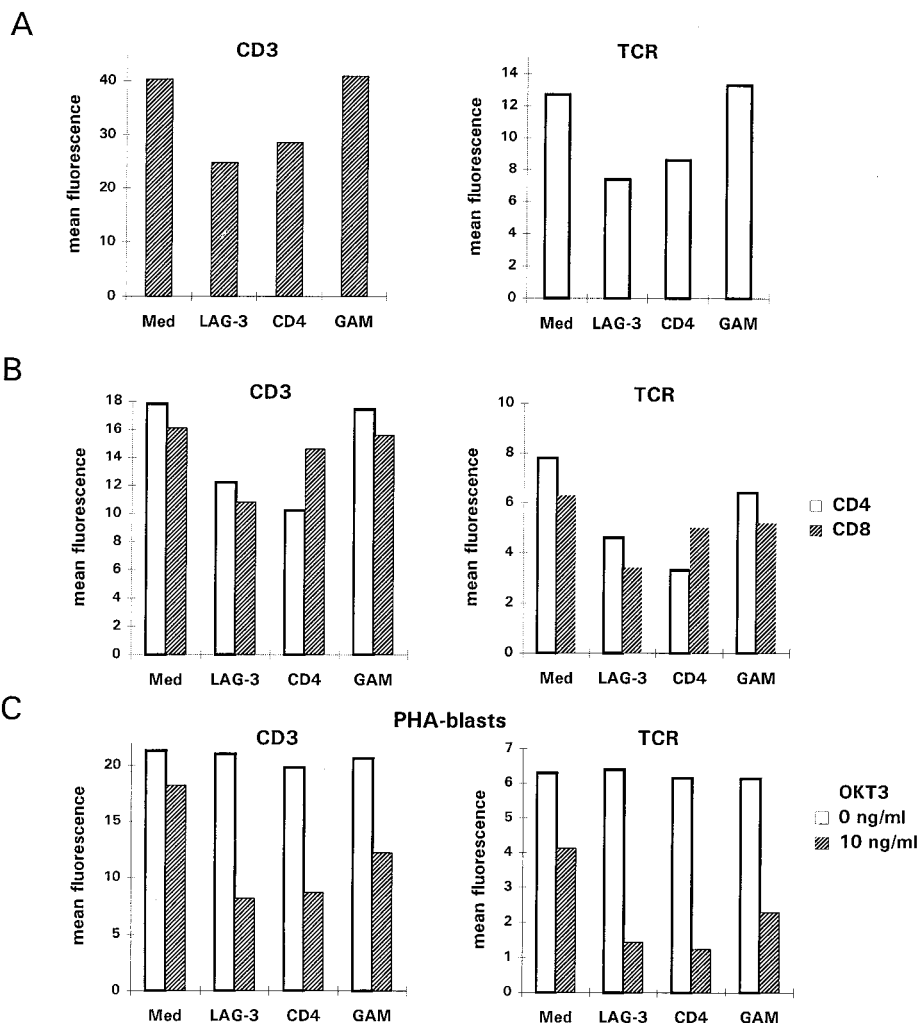 A
CD3
TCR
mean fluorescence
40
30
20
10
0
Med LAG-3 CD4 GAM
mean fluorescence
14
12
10
8
6
4
2
0
Med LAG-3 CD4 GAM
B
CD3
TCR
mean fluorescence
18
16
14
12
10
8
6
4
2
0
Med LAG-3 CD4 GAM
mean fluorescence
10
8
6
4
2
0
Med LAG-3 CD4 GAM
CD4
CD8
C
PHA-blasts
CD3
TCR
mean fluorescence
20
15
10
5
0
Med LAG-3 CD4 GAM
mean fluorescence
7
6
5
4
3
2
1
0
Med LAG-3 CD4 GAM
OKT3
0 ng/ml
10 ng/ml